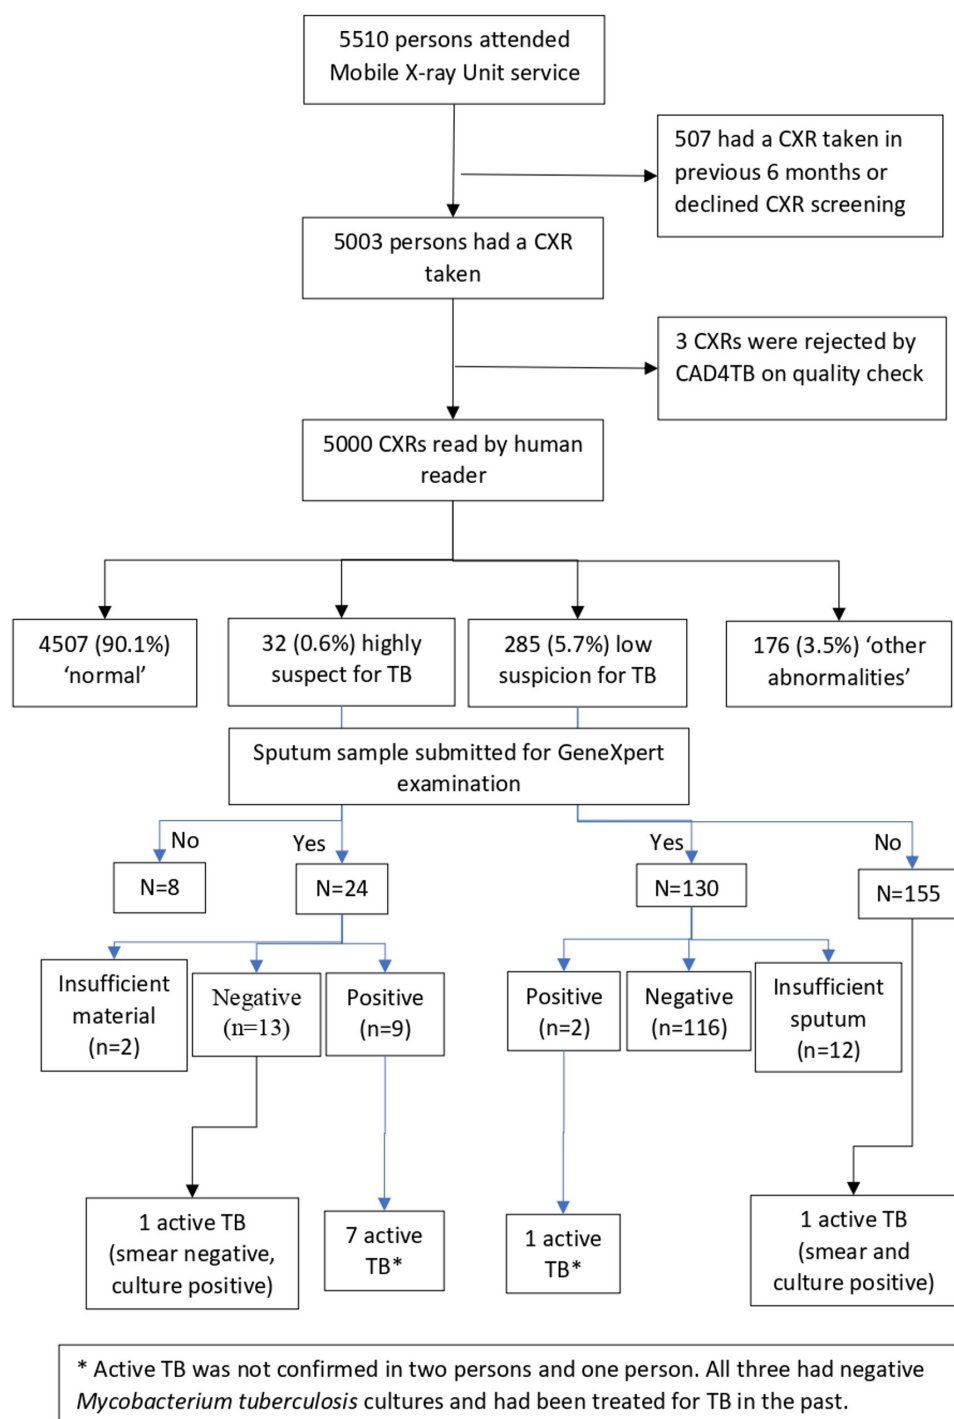 5510 persons attended
Mobile X-ray Unit service
507 had a CXR taken in
previous 6 months or
declined CXR screening
5003 persons had a CXR
taken
3 CXRs were rejected by
CAD4TB on quality check
5000 CXRs read by human
reader
4507 (90.1%)
‘normal’
32 (0.6%) highly
suspect for TB
285 (5.7%) low
suspicion for TB
176 (3.5%) ‘other
abnormalities’
Sputum sample submitted for GeneXpert
examination
No
Yes
Yes
No
N=8
N=24
N=130
N=155
Insufficient
material
(n=2)
Negative
(n=13)
Positive
(n=9)
Positive
(n=2)
Negative
(n=116)
Insufficient
sputum
(n=12)
1 active TB
(smear negative,
culture positive)
7 active
TB*
1 active
TB*
1 active TB
(smear and
culture positive)
* Active TB was not confirmed in two persons and one person. All three had negative
Mycobacterium tuberculosis cultures and had been treated for TB in the past.